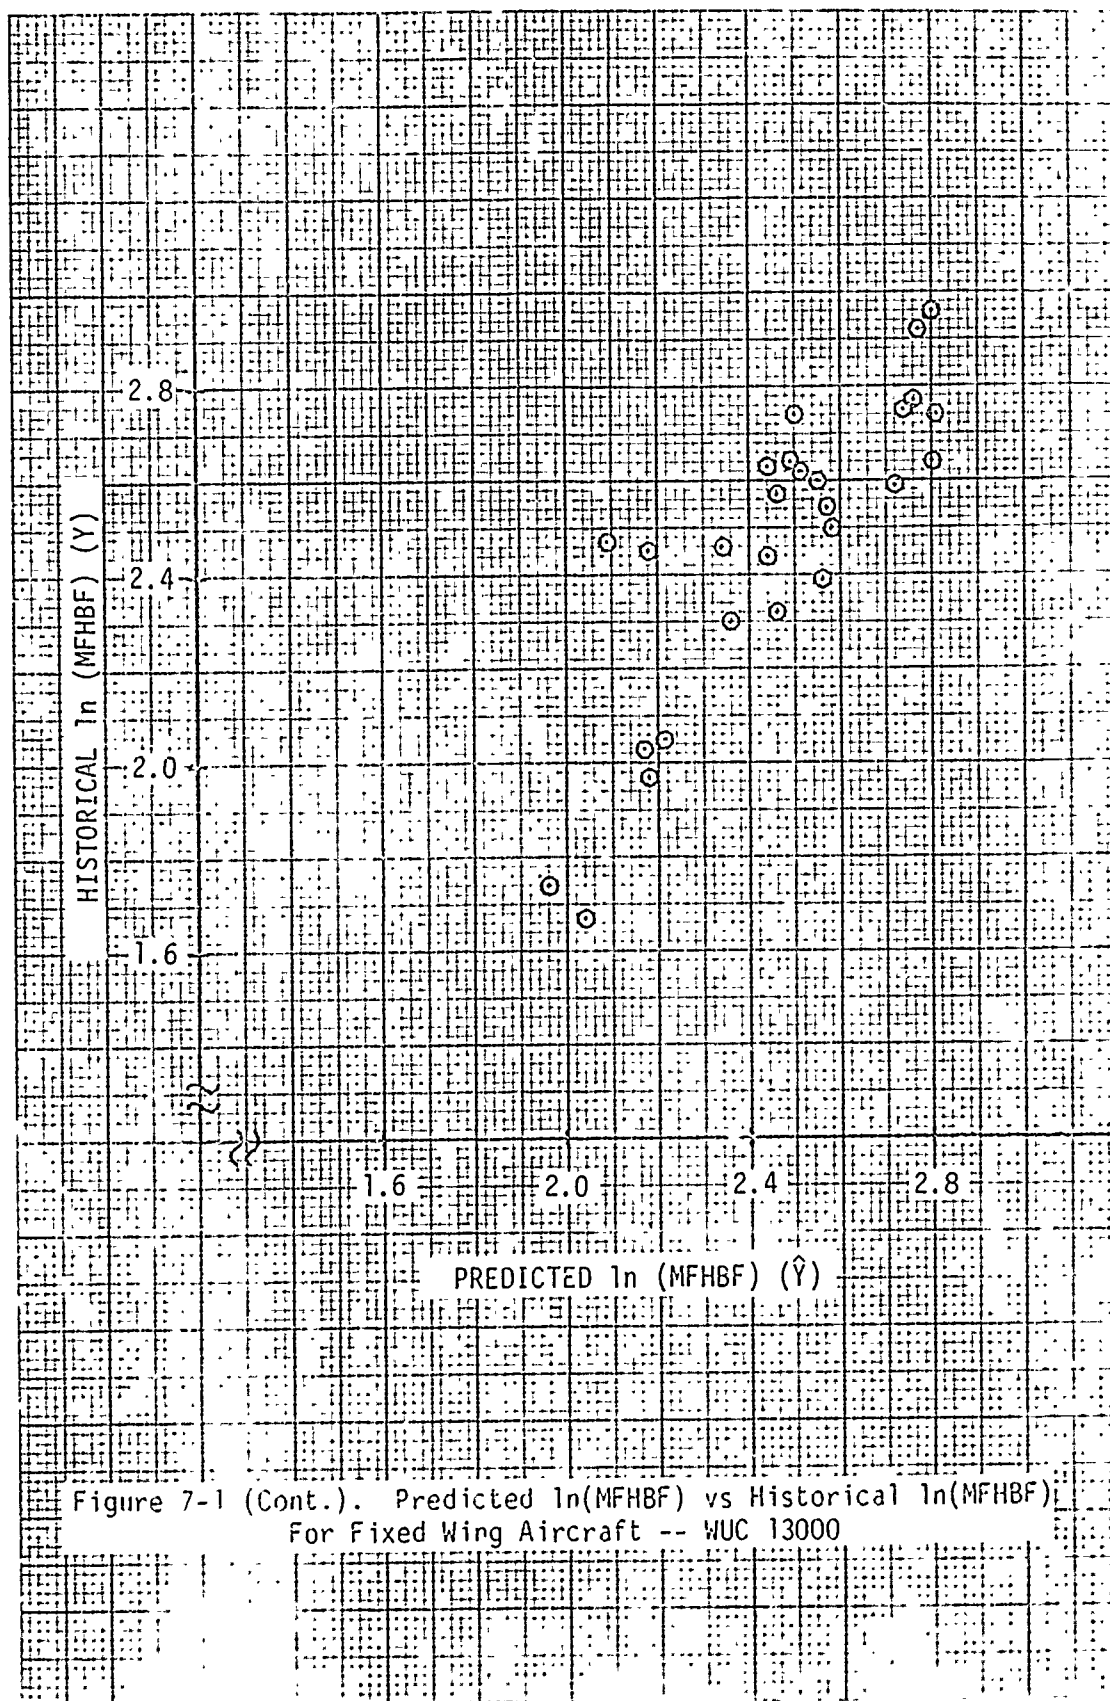 2.8
2.4
2.0
1.6
HISTORICAL ln (MFHBF) (Y)
1.6 2.0 2.4 2.8
PREDICTED ln (MFHBF) (Ŷ)
Figure 7-1 (Cont.). Predicted ln(MFHBF) vs Historical ln(MFHBF)
For Fixed Wing Aircraft -- WUC 13000